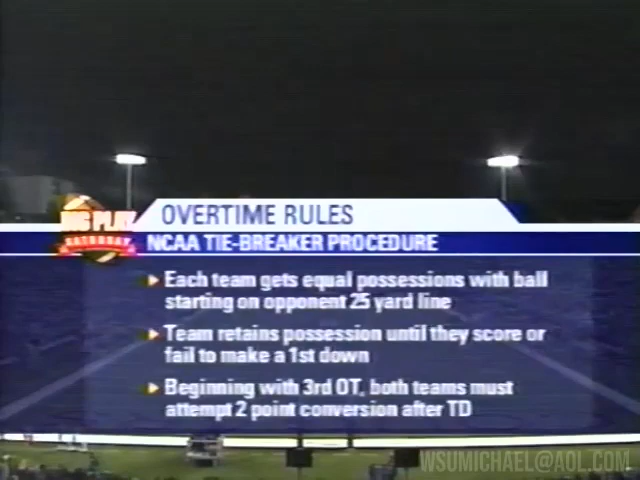 OVERTIME RULES
BIG PLAY
SATURDAY
NCAA TIE-BREAKER PROCEDURE
Each team gets equal possessions with ball
starting on opponent 25 yard line
Team retains possession until they score or
fail to make a 1st down
Beginning with 3rd OT, both teams must
attempt 2 point conversion after TD
WSUMICHAEL@AOL.COM